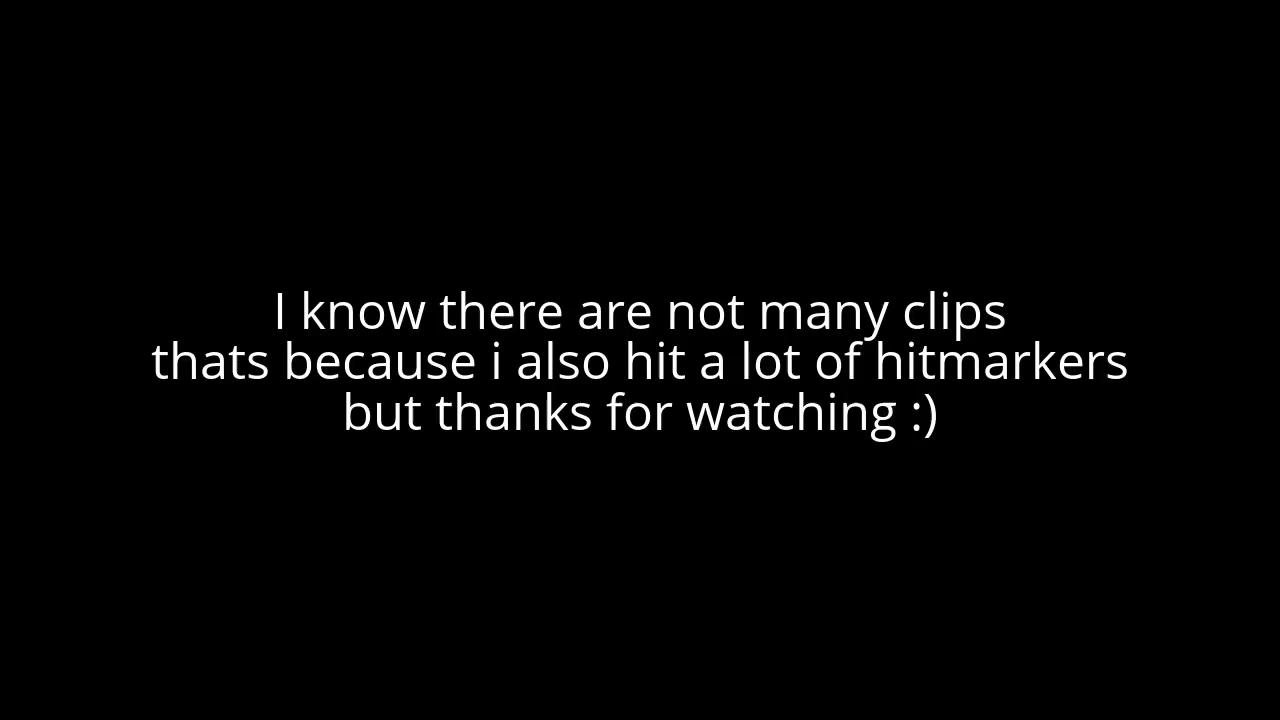 I know there are not many clips
thats because i also hit a lot of hitmarkers
but thanks for watching :)